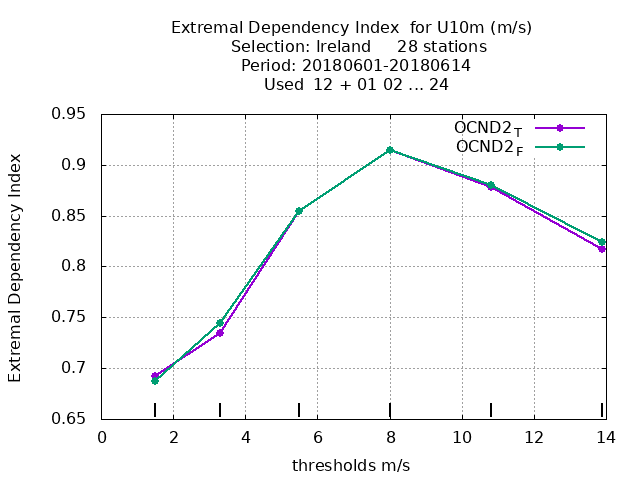 Extremal Dependency Index  for U10m (m/s)
Selection: Ireland     28 stations
Period: 20180601-20180614
Used  12 + 01 02 ... 24
0.95
0.9
0.85
0.8
0.75
0.7
0.65
Extremal Dependency Index
OCND2T
OCND2F
0 2 4 6 8 10 12 14
thresholds m/s